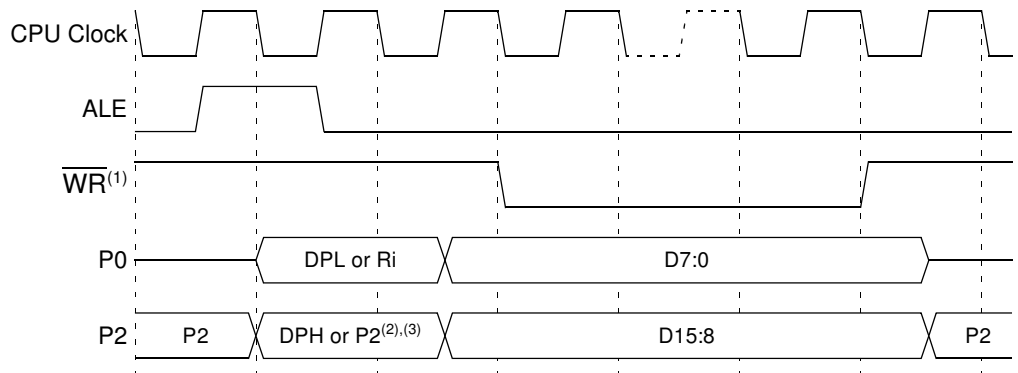 CPU Clock
ALE
WR(1)
P0 DPL or Ri D7:0
P2 P2 DPH or P2(2),(3) D15:8 P2